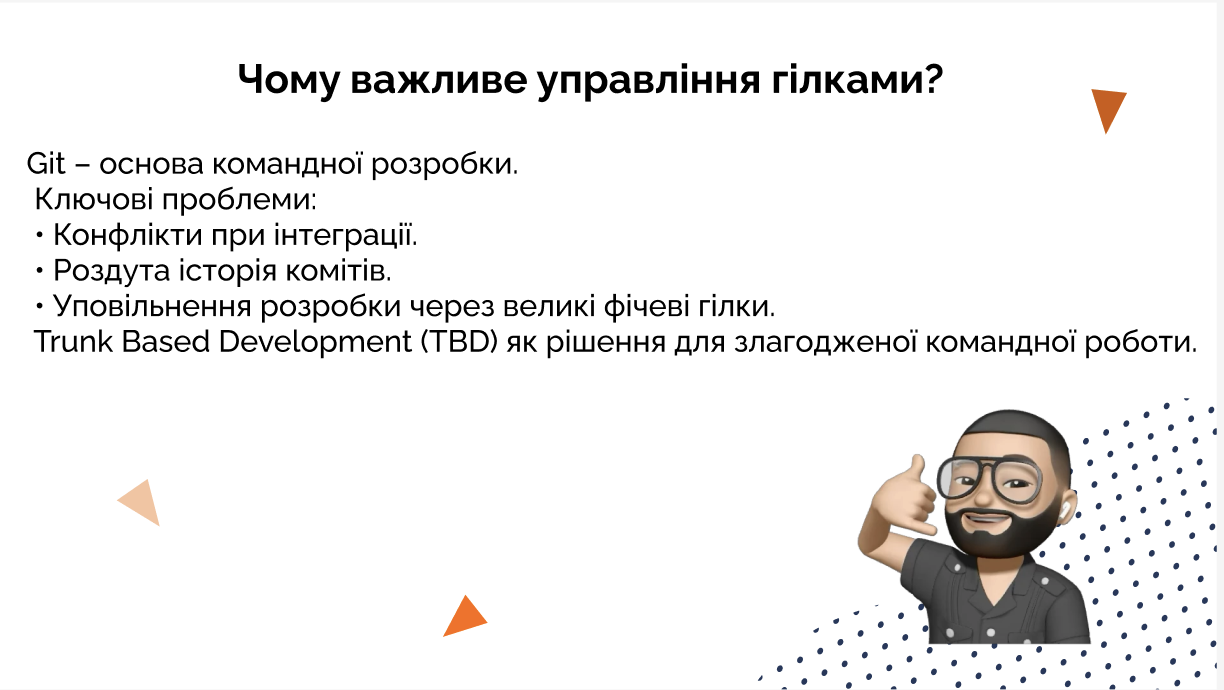 Чому важливе управління гілками?
Git – основа командної розробки.
Ключові проблеми:
• Конфлікти при інтеграції.
• Роздута історія комітів.
• Уповільнення розробки через великі фічеві гілки.
Trunk Based Development (TBD) як рішення для злагодженої командної роботи.